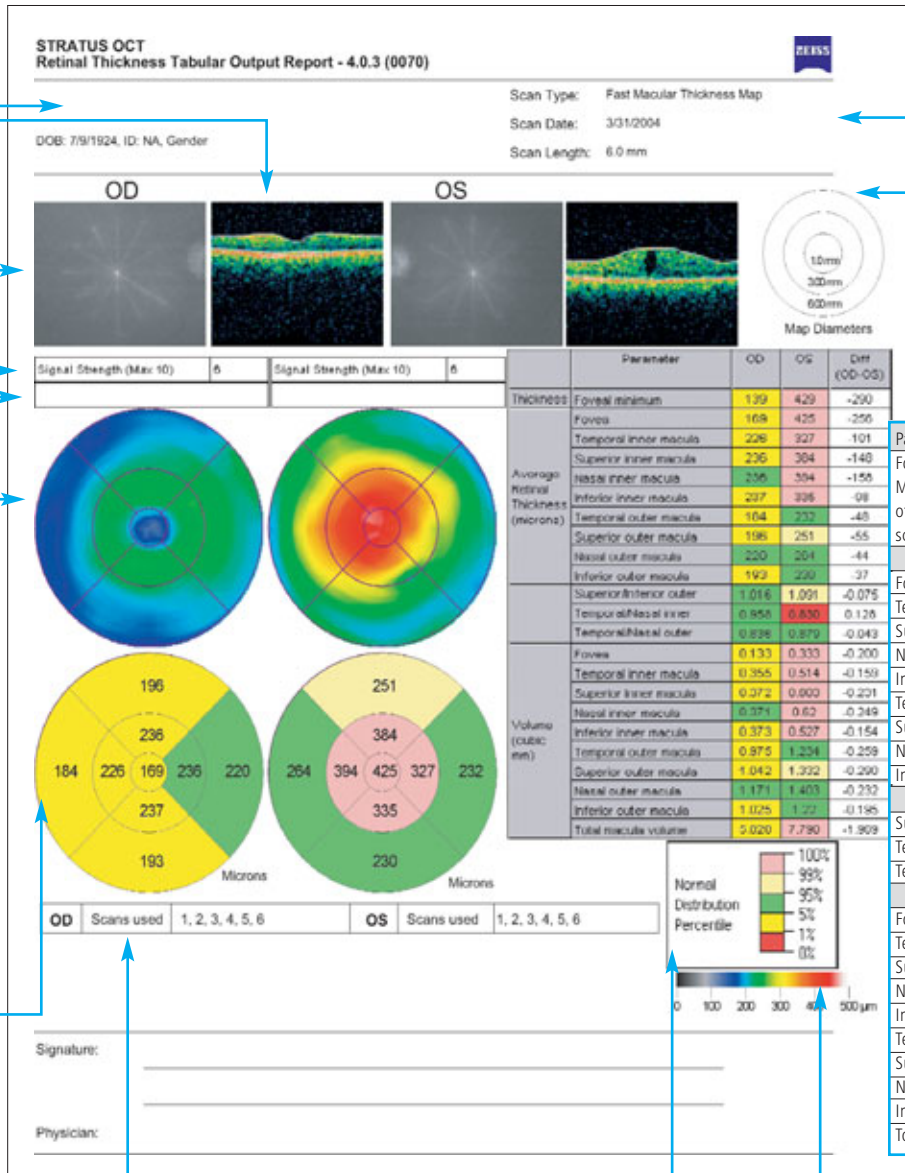 STRATUS OCT
Retinal Thickness Tabular Output Report - 4.0.3 (0070)
ZEISS
Scan Type: Fast Macular Thickness Map
Scan Date: 3/31/2004
DOB: 7/9/1924, ID: NA, Gender
Scan Length: 6.0 mm
OD OS
Map Diameters
Signal Strength (Max 10) 6 Signal Strength (Max 10) 6
Parameter OD OS Diff (OD-OS)
Thickness Foveal minimum 139 429 -290
Average Retinal Thickness (microns)
Fovea 169 425 -256
Temporal inner macula 226 327 -101
Superior inner macula 236 384 -148
Nasal inner macula 236 394 -158
Inferior inner macula 237 335 -98
Temporal outer macula 184 232 -48
Superior outer macula 196 251 -55
Nasal outer macula 220 264 -44
Inferior outer macula 193 230 -37
Superior/Inferior outer 1.016 1.091 -0.075
Temporal/Nasal inner 0.958 0.830 0.128
Temporal/Nasal outer 0.836 0.879 -0.043
Volume (cubic mm)
Fovea 0.133 0.333 -0.200
Temporal inner macula 0.355 0.514 -0.159
Superior inner macula 0.372 0.603 -0.231
Nasal inner macula 0.371 0.62 -0.249
Inferior inner macula 0.373 0.527 -0.154
Temporal outer macula 0.975 1.234 -0.259
Superior outer macula 1.042 1.332 -0.290
Nasal outer macula 1.171 1.403 -0.232
Inferior outer macula 1.025 1.22 -0.195
Total macula volume 7.790 -1.909
196
236
184 226 169 236 220
237
193
Microns
251
384
264 394 425 327 232
335
230
Microns
Normal Distribution Percentile
100%
99%
95%
5%
1%
0%
OD Scans used 1, 2, 3, 4, 5, 6 OS Scans used 1, 2, 3, 4, 5, 6
0 100 200 300 500 µm
Signature:
Physician: